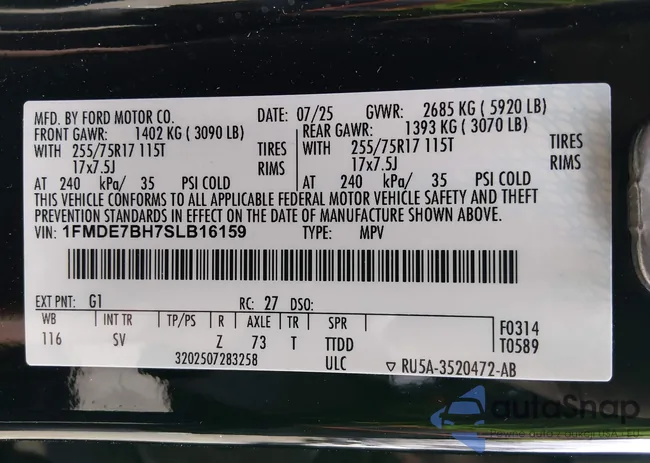 MFD. BY FORD MOTOR CO. DATE: 07/25 GVWR: 2685 KG ( 5920 LB)
FRONT GAWR: 1402 KG ( 3090 LB) REAR GAWR: 1393 KG ( 3070 LB)
WITH 255/75R17 115T TIRES WITH 255/75R17 115T TIRES
17x7.5J RIMS 17x7.5J RIMS
AT 240 kPa/ 35 PSI COLD AT 240 kPa/ 35 PSI COLD
THIS VEHICLE CONFORMS TO ALL APPLICABLE FEDERAL MOTOR VEHICLE SAFETY AND THEFT
PREVENTION STANDARDS IN EFFECT ON THE DATE OF MANUFACTURE SHOWN ABOVE.
VIN: 1FMDE7BH7SLB16159 TYPE: MPV
EXT PNT: G1 RC: 27 DSO:
WB INT TR TP/PS R AXLE TR SPR F0314
116 SV Z 73 T TTDD T0589
3202507283258 ULC ▽ RU5A-3520472-AB
autoShap
Pewne auta z aukcji USA i EU